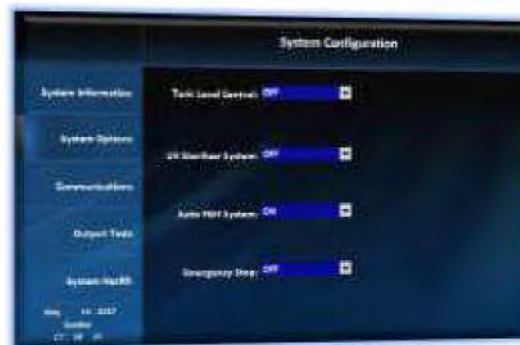 System Configuration
System Information
Tank Level Control: OFF
System Options
UV Sterilizer System: OFF
Communications
Auto System: ON
Output Tests
System Health
Emergency Stop: OFF
2017